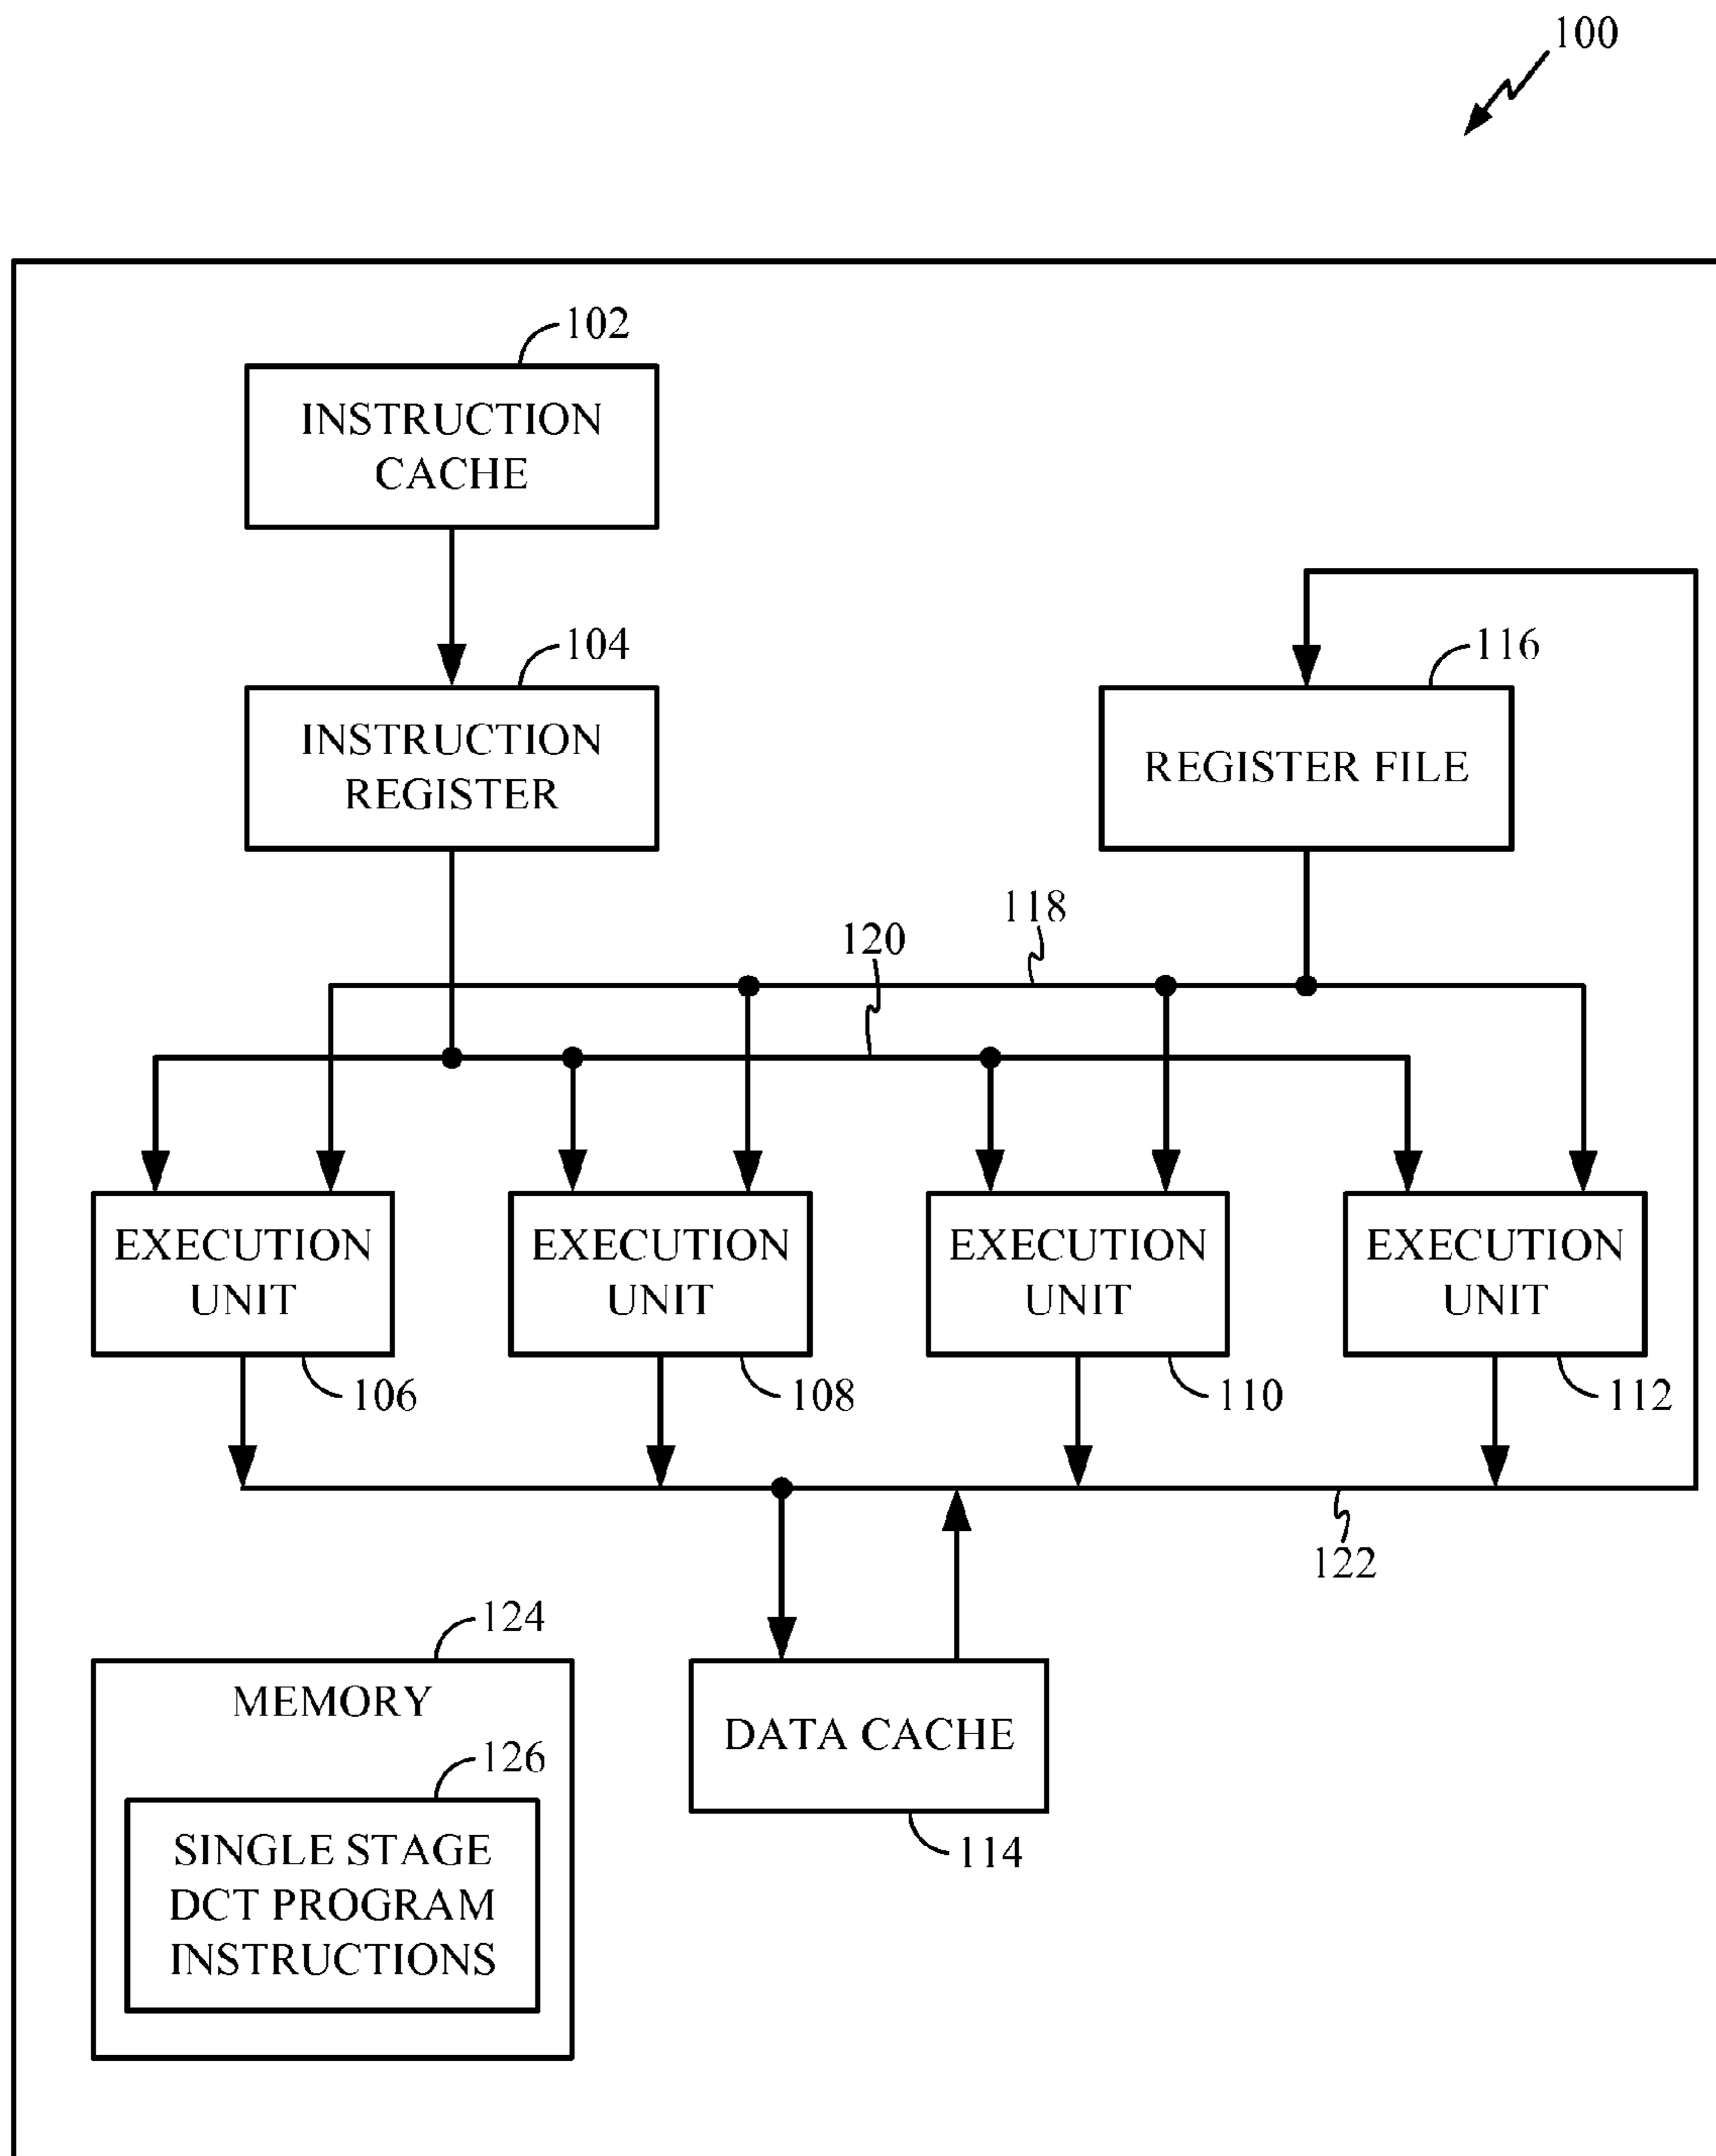 100
102
INSTRUCTION
CACHE
104
INSTRUCTION
REGISTER
116
REGISTER FILE
118
120
EXECUTION
UNIT
106
EXECUTION
UNIT
108
EXECUTION
UNIT
110
EXECUTION
UNIT
112
122
124
MEMORY
126
SINGLE STAGE
DCT PROGRAM
INSTRUCTIONS
DATA CACHE
114